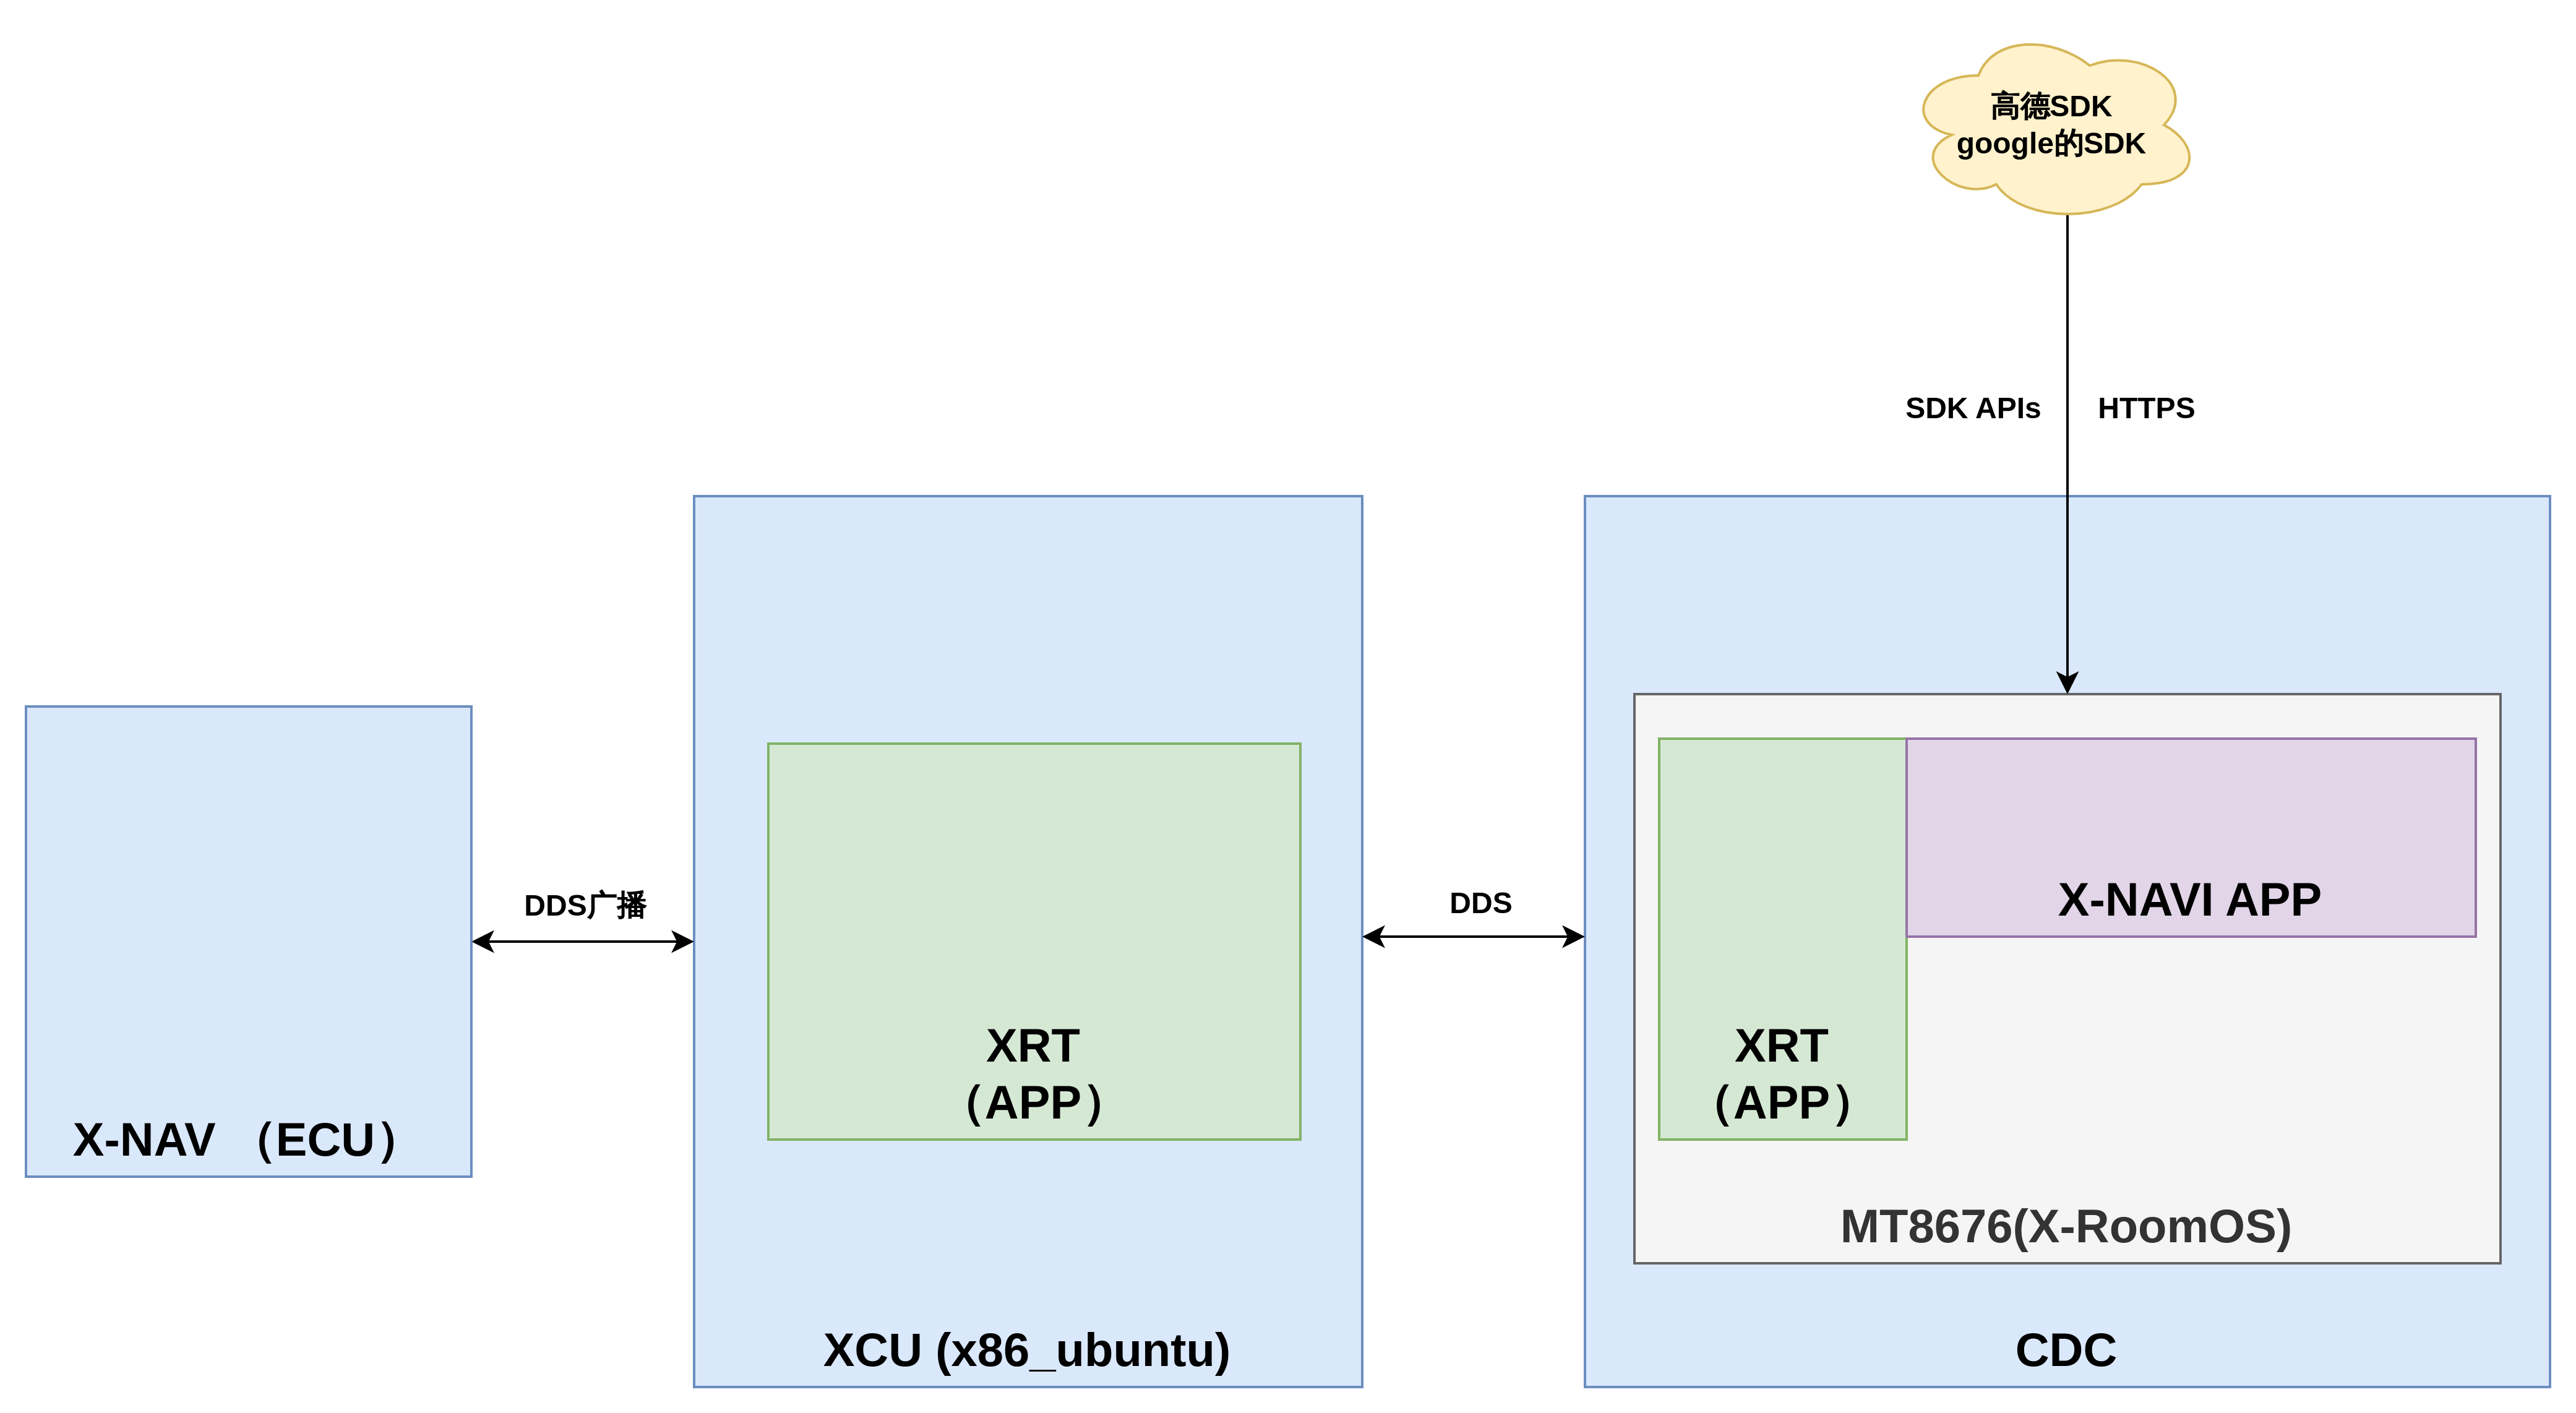 高德SDK
google的SDK
SDK APIs
HTTPS
DDS广播
DDS
X-NAVI APP
XRT
（APP）
XRT
（APP）
X-NAV （ECU）
MT8676(X-RoomOS)
XCU (x86_ubuntu)
CDC